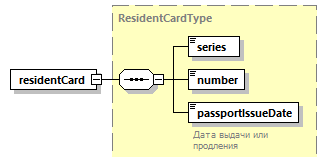 ResidentCardType
residentCard
series
number
passportIssueDate
Дата выдачи или
продления